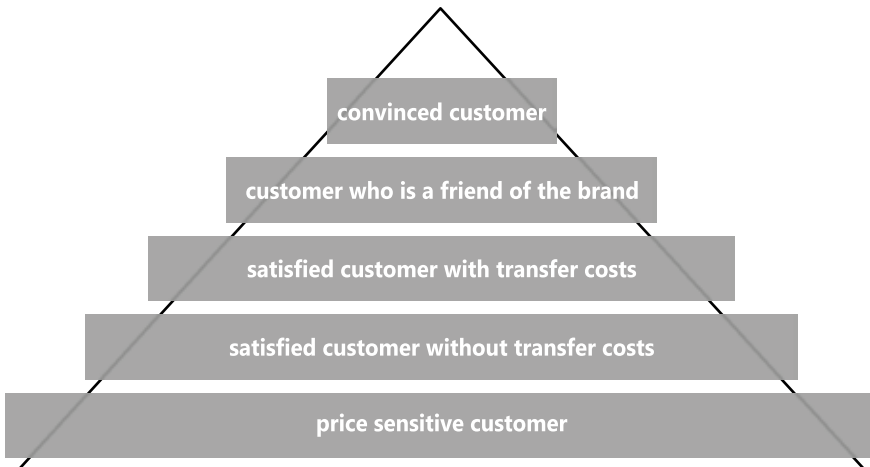 convinced customer
customer who is a friend of the brand
satisfied customer with transfer costs
satisfied customer without transfer costs
price sensitive customer